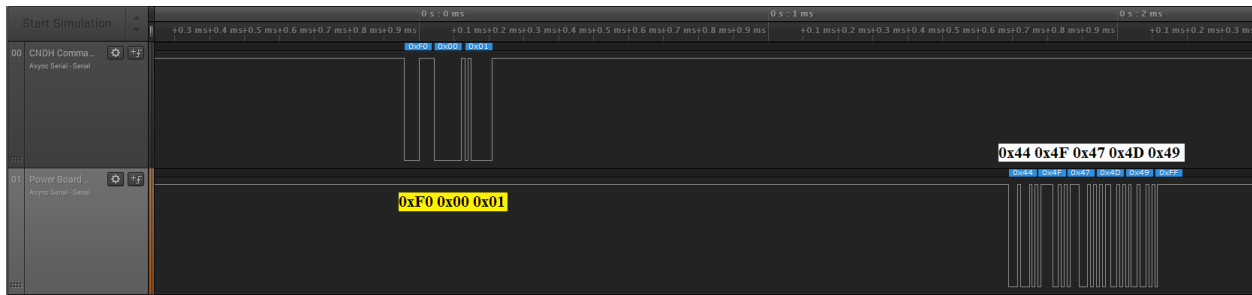 Start Simulation
0 s : 0 ms
0 s : 1 ms
0 s : 2 ms
+0.3 ms+0.4 ms+0.5 ms+0.6 ms+0.7 ms+0.8 ms+0.9 ms
+0.1 ms+0.2 ms+0.3 ms+0.4 ms+0.5 ms+0.6 ms+0.7 ms+0.8 ms+0.9 ms
+0.1 ms+0.2 ms+0.3 ms+0.4 ms+0.5 ms+0.6 ms+0.7 ms+0.8 ms+0.9 ms
+0.1 ms+0.2 ms+0.3 m
00 CNDH Comma...
Async Serial - Serial
0xF0 0x00 0x01
0x44 0x4F 0x47 0x4D 0x49
01 Power Board ...
Async Serial - Serial
0x44 0x4F 0x47 0x4D 0x49 0xFF
0xF0 0x00 0x01